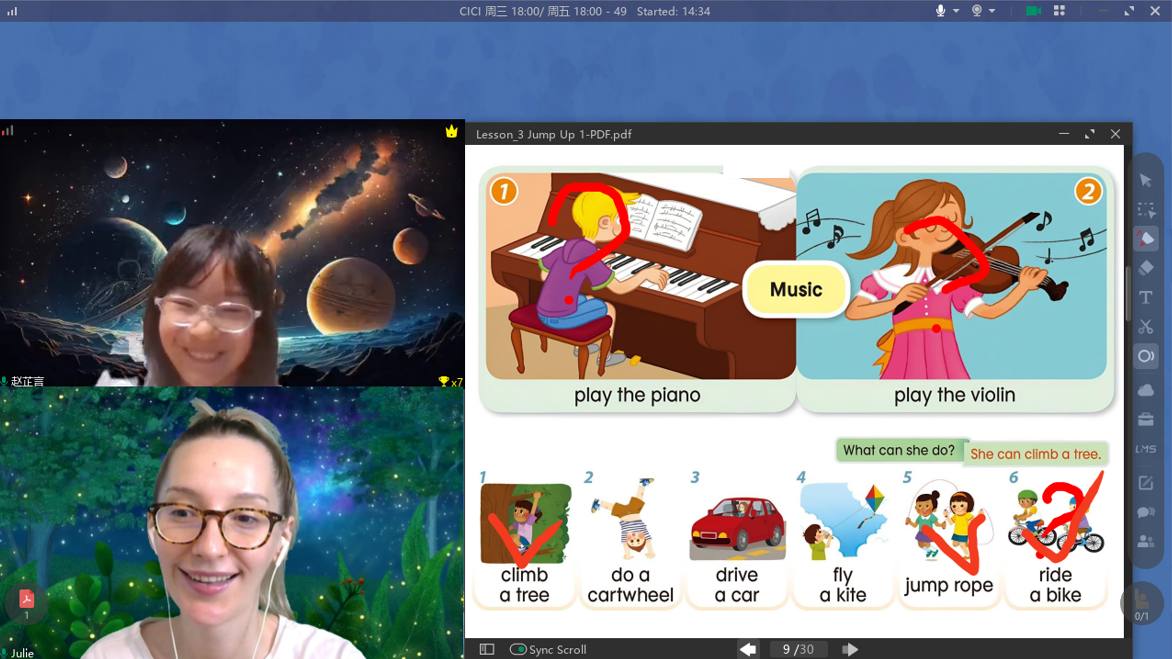 CICI 周三 18:00/ 周五 18:00 - 49 Started: 14:34
赵芷言
x7
1
Julie
Lesson_3 Jump Up 1-PDF.pdf
1
2
Music
play the piano
play the violin
What can she do?
She can climb a tree.
1
2
3
4
5
6
climb
a tree
do a
cartwheel
drive
a car
fly
a kite
jump rope
ride
a bike
Sync Scroll
9 /30
T
LMS
0/1